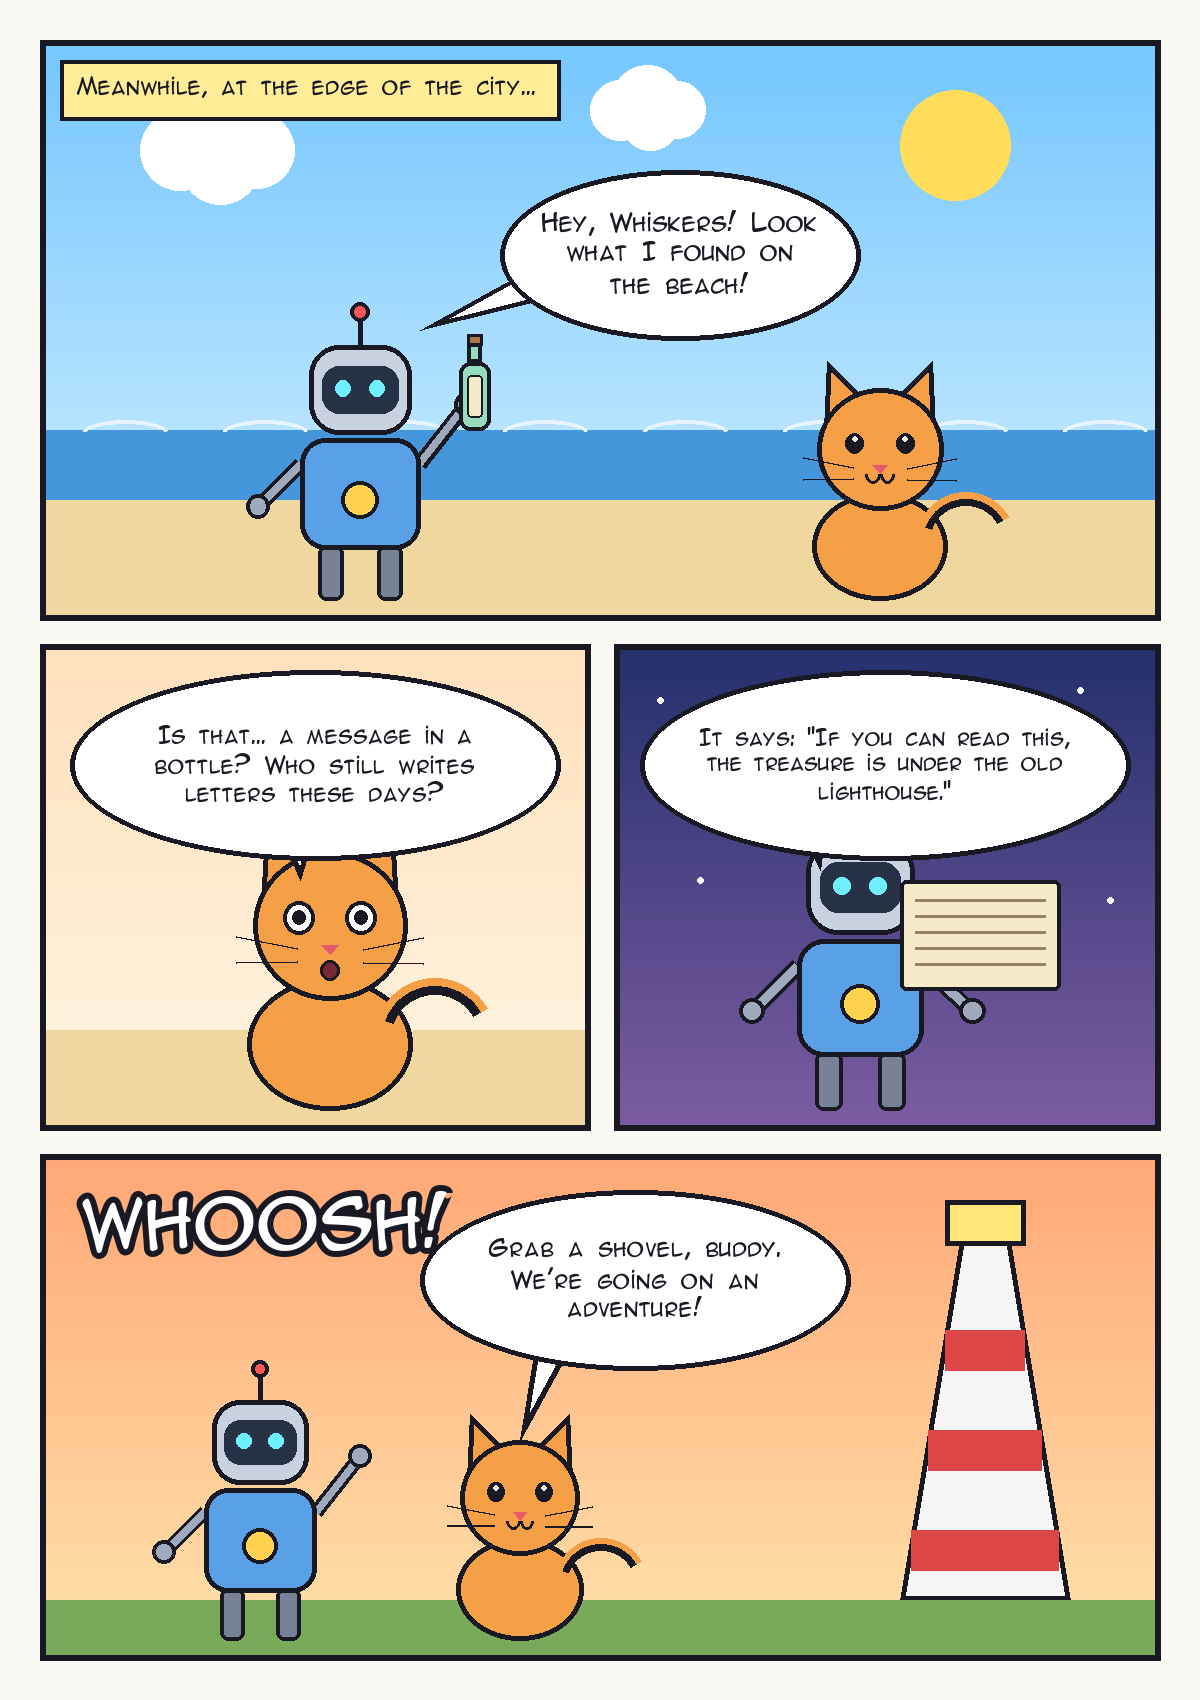 Meanwhile, at the edge of the city...
Hey, Whiskers! Look
what I found on
the beach!
Is that... a message in a
bottle? Who still writes
letters these days?
It says: "If you can read this,
the treasure is under the old
lighthouse."
WHOOSH!
Grab a shovel, buddy.
We're going on an
adventure!